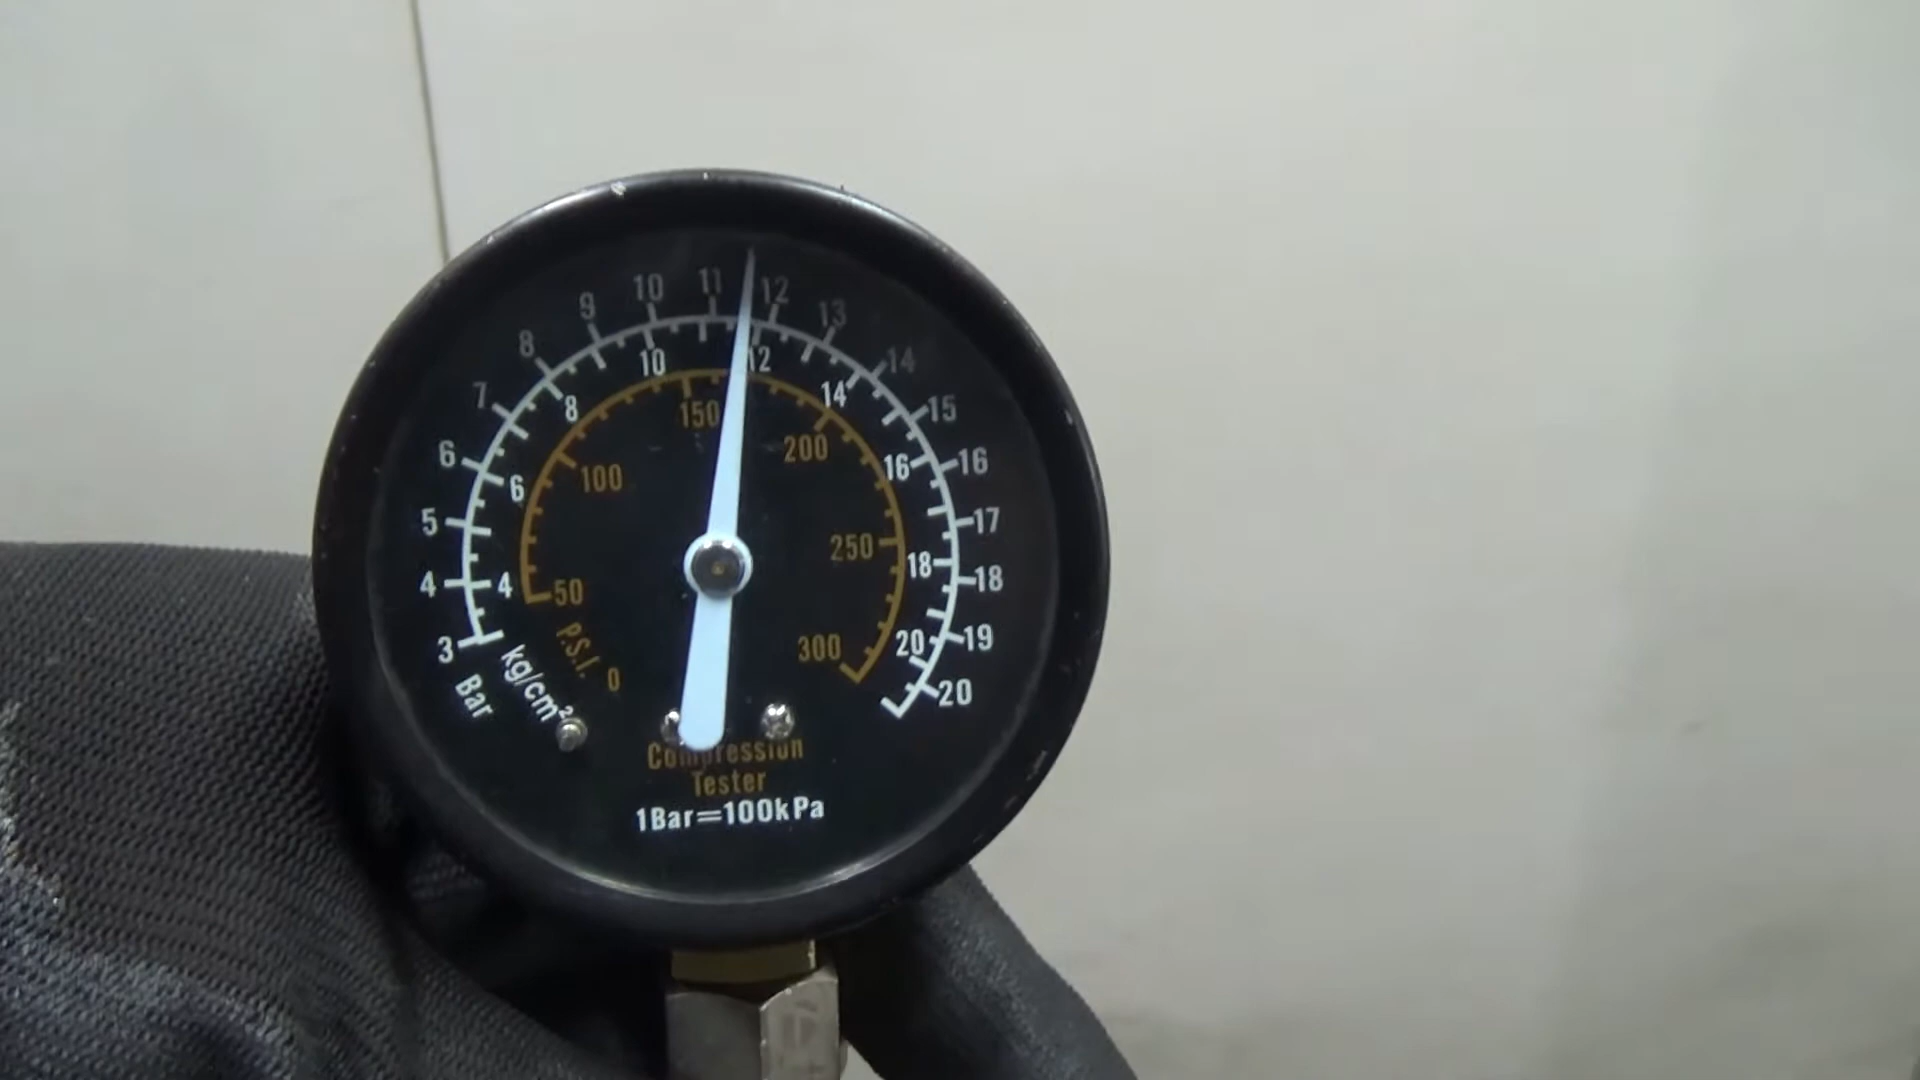 3 4 5 6 7 8 9 10 11 12 13 14 15 16 17 18 19 20
Bar
4 6 8 10 12 14 16 18 20
kg/cm²
0 50 100 150 200 250 300
P.S.I.
Compression
Tester
1Bar=100kPa